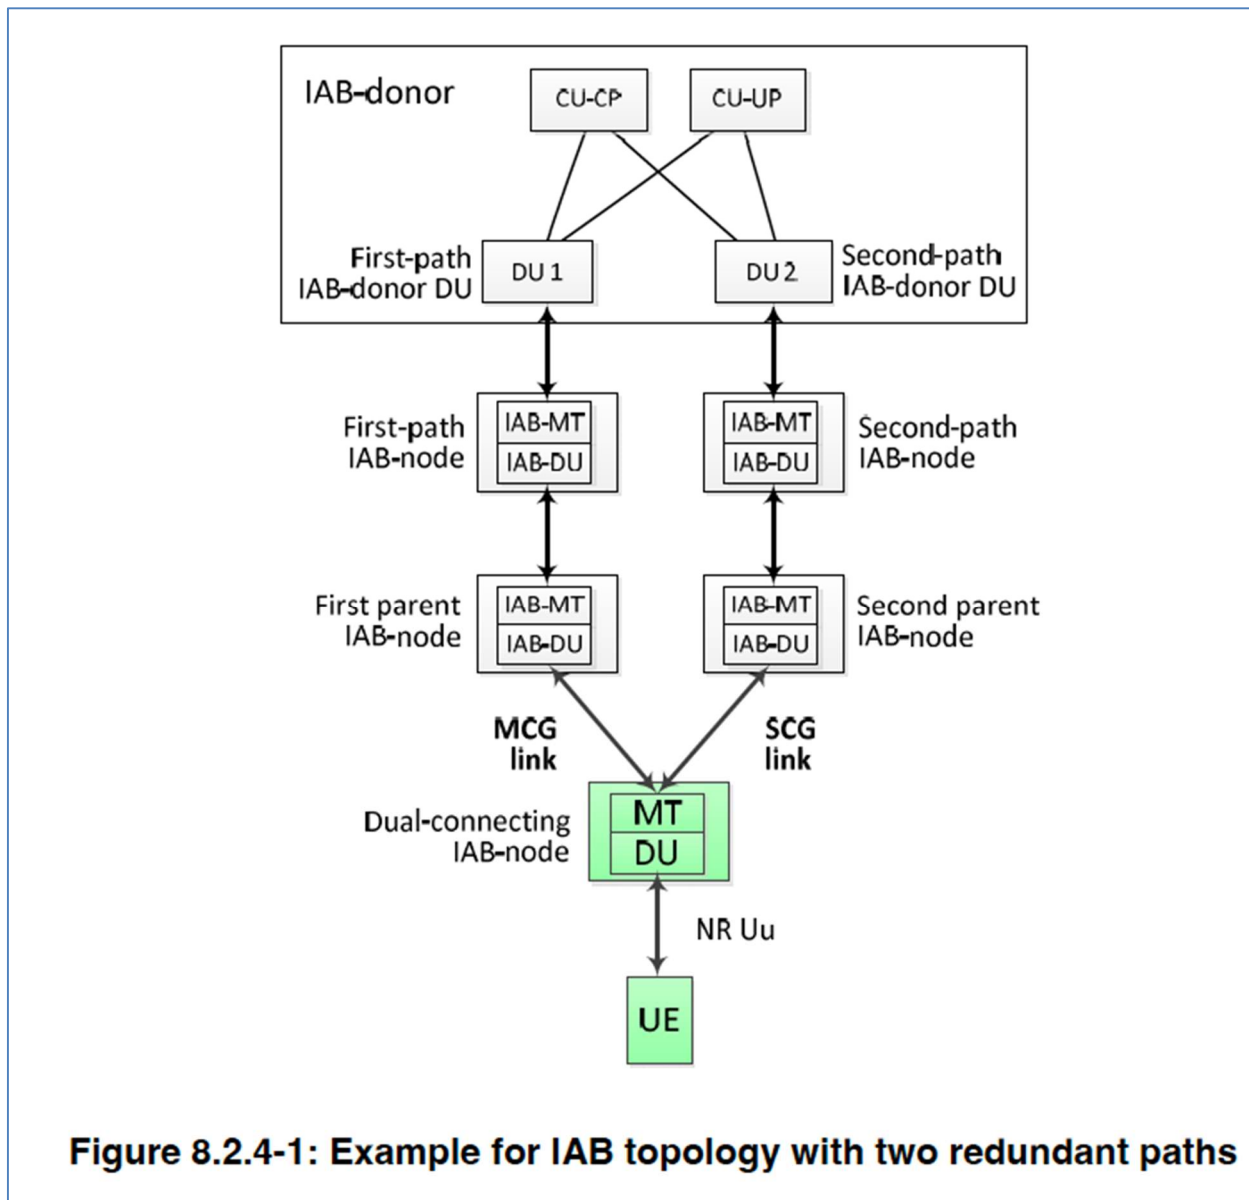 IAB-donor
CU-CP
CU-UP
First-path
IAB-donor DU
DU 1
DU 2
Second-path
IAB-donor DU
First-path
IAB-node
IAB-MT
IAB-DU
IAB-MT
IAB-DU
Second-path
IAB-node
First parent
IAB-node
IAB-MT
IAB-DU
IAB-MT
IAB-DU
Second parent
IAB-node
MCG
link
SCG
link
Dual-connecting
IAB-node
MT
DU
NR Uu
UE
Figure 8.2.4-1: Example for IAB topology with two redundant paths